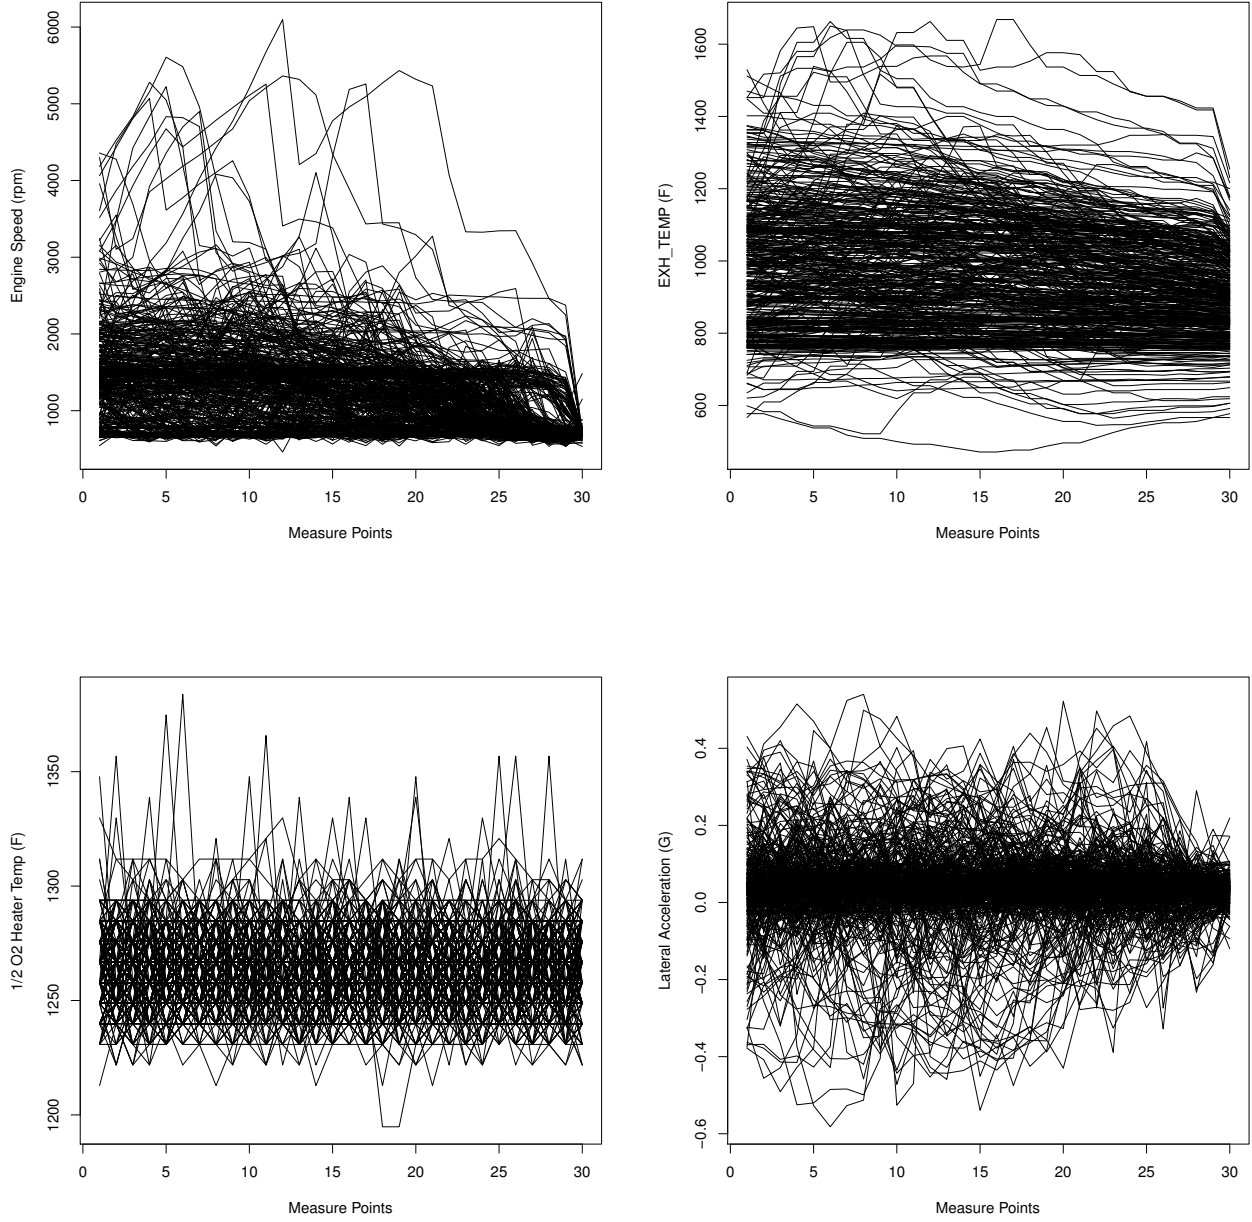 6000
5000
4000
3000
2000
1000
Engine Speed (rpm)
0 5 10 15 20 25 30
Measure Points
1600
1400
1200
1000
800
600
EXH_TEMP (F)
0 5 10 15 20 25 30
Measure Points
1350
1300
1250
1200
1/2 O2 Heater Temp (F)
0 5 10 15 20 25 30
Measure Points
0.4
0.2
0.0
−0.2
−0.4
−0.6
Lateral Acceleration (G)
0 5 10 15 20 25 30
Measure Points